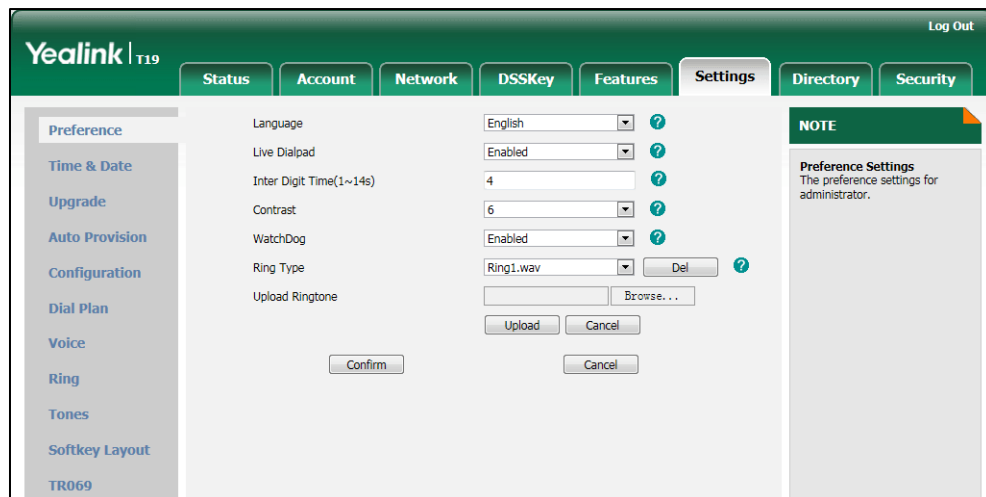 Log Out
Yealink T19
Status Account Network DSSKey Features Settings Directory Security
Preference
Time & Date
Upgrade
Auto Provision
Configuration
Dial Plan
Voice
Ring
Tones
Softkey Layout
TR069
Language English ?
Live Dialpad Enabled ?
Inter Digit Time(1~14s) 4 ?
Contrast 6 ?
WatchDog Enabled ?
Ring Type Ring1.wav Del ?
Upload Ringtone Browse...
Upload Cancel
Confirm Cancel
NOTE
Preference Settings
The preference settings for
administrator.